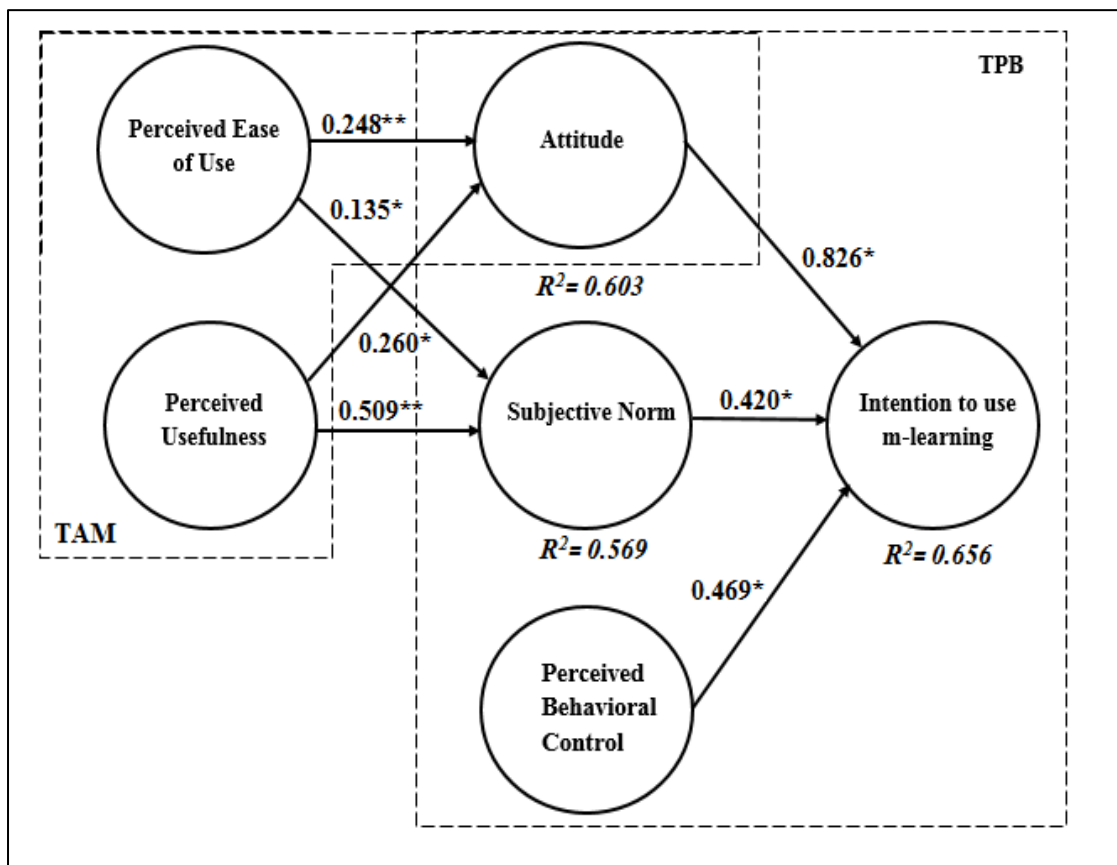 TPB
Perceived Ease
of Use
0.248**
Attitude
0.135*
0.826*
R²= 0.603
0.260*
Perceived
Usefulness
0.509**
Subjective Norm
0.420*
Intention to use
m-learning
TAM
R²= 0.569
R²= 0.656
0.469*
Perceived
Behavioral
Control